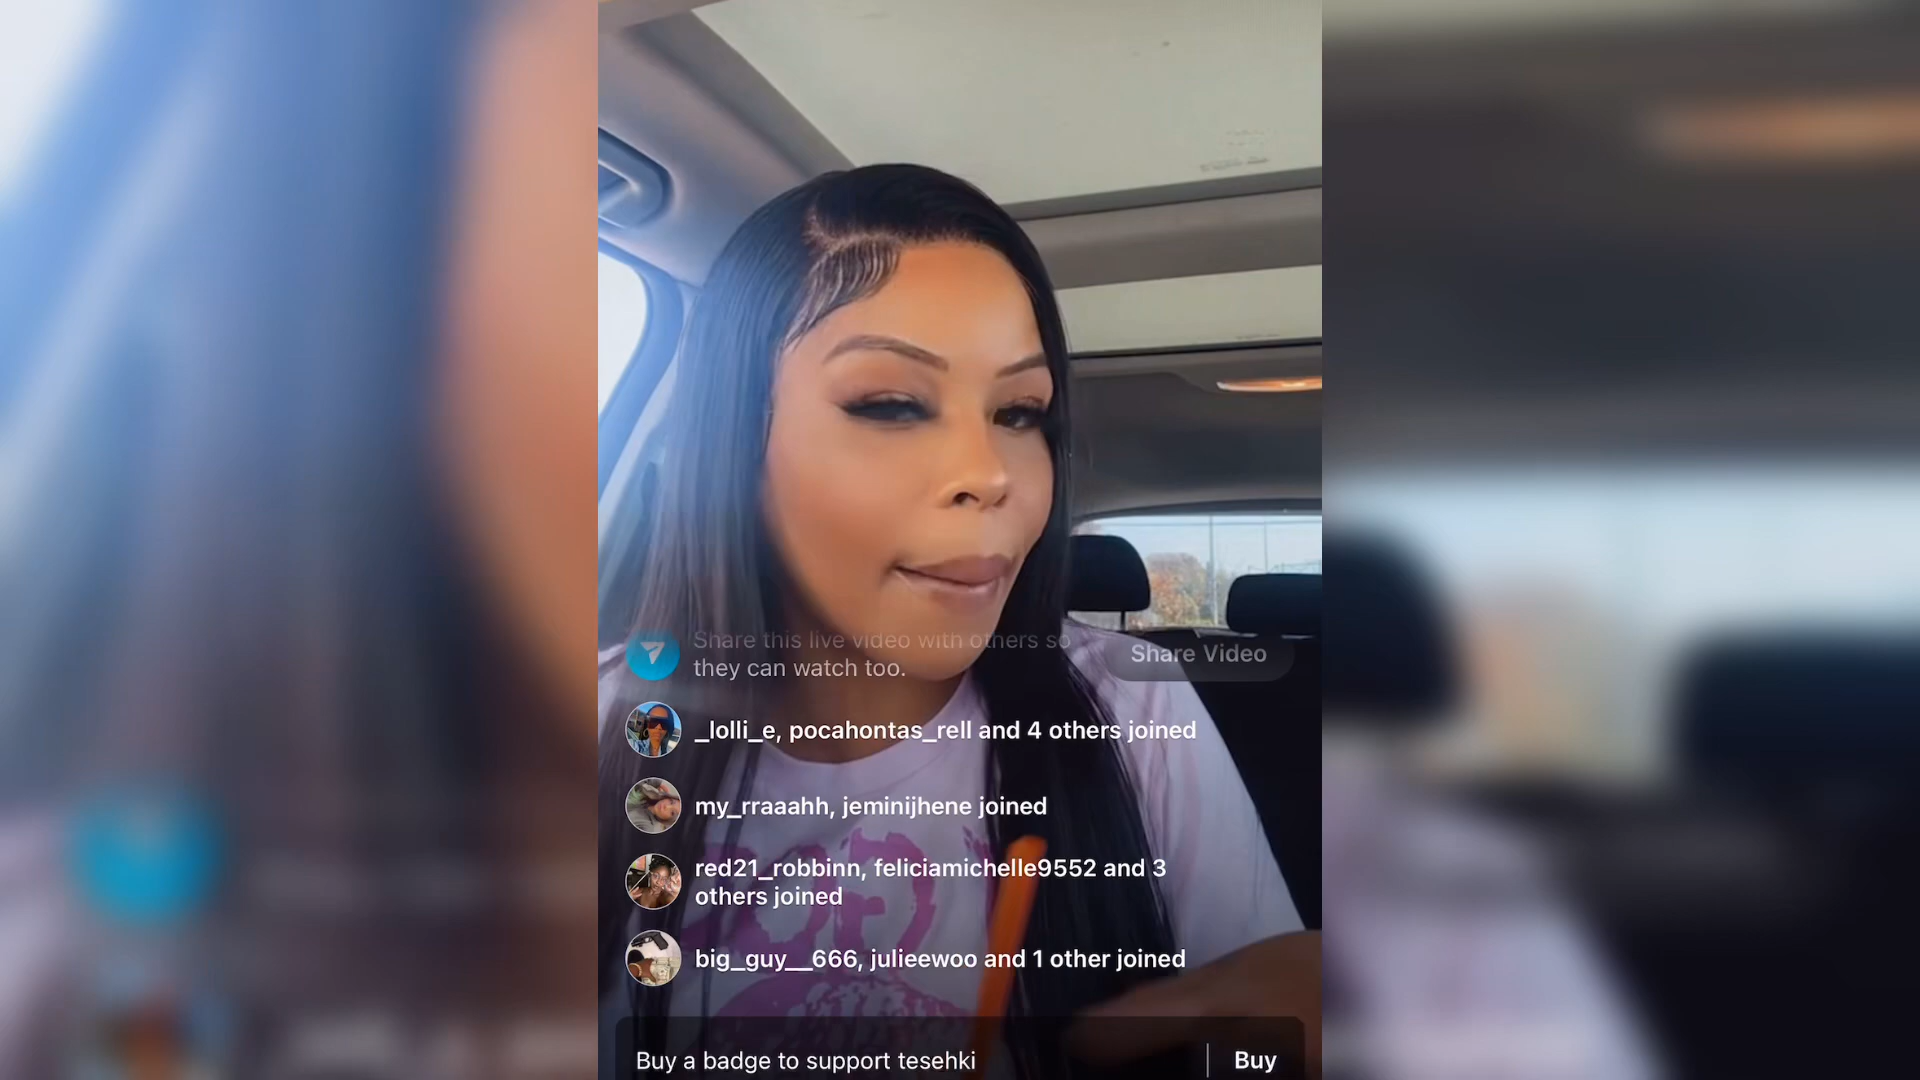 Share this live video with others so
they can watch too.
Share Video
_lolli_e, pocahontas_rell and 4 others joined
my_rraaahh, jeminijhene joined
red21_robbinn, feliciamichelle9552 and 3
others joined
big_guy__666, julieewoo and 1 other joined
Buy a badge to support tesehki
Buy